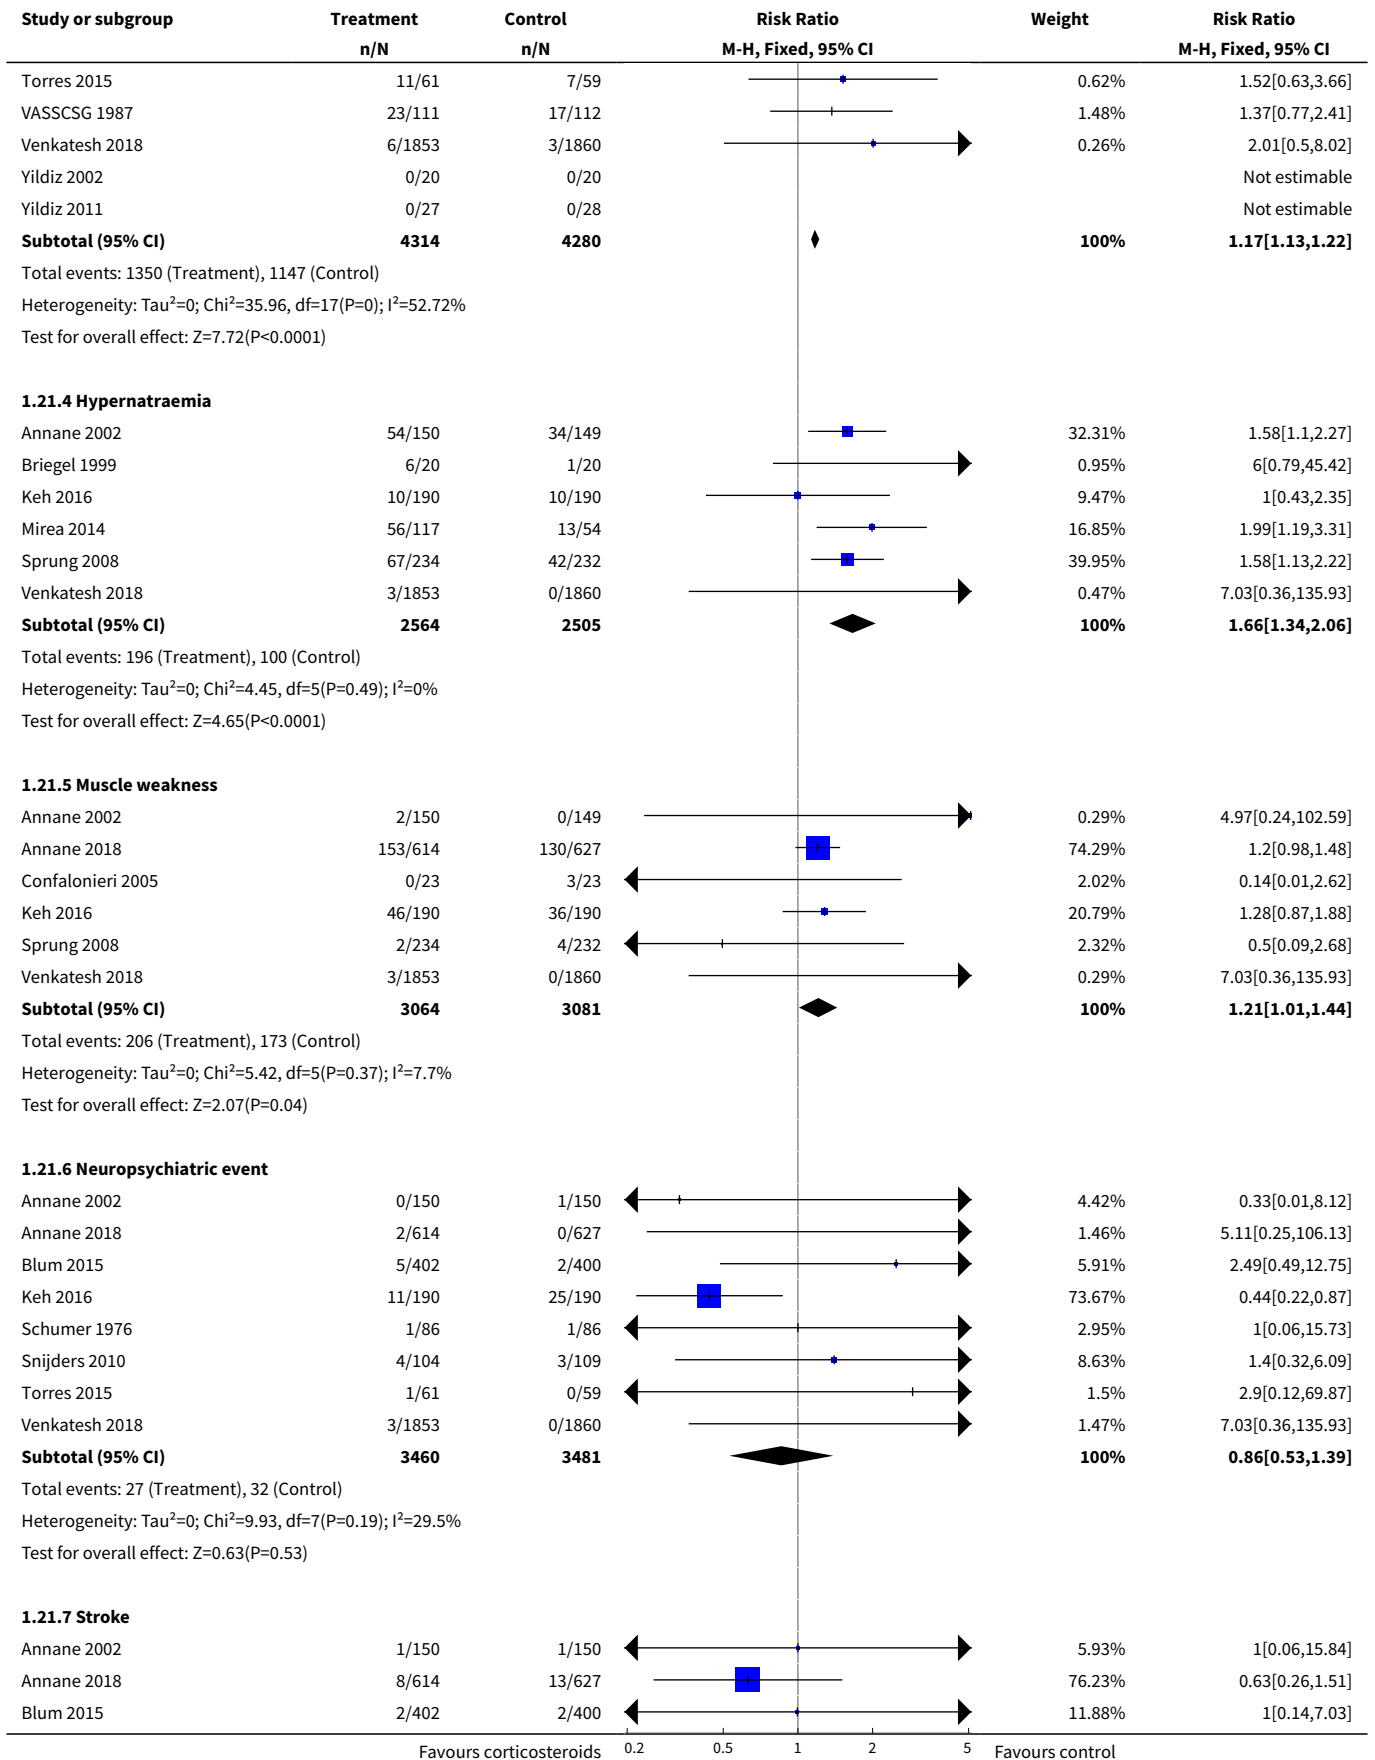 Study or subgroup Treatment Control Risk Ratio Weight Risk Ratio
n/N n/N M-H, Fixed, 95% CI M-H, Fixed, 95% CI
Torres 2015 11/61 7/59 0.62% 1.52[0.63,3.66]
VASSCSG 1987 23/111 17/112 1.48% 1.37[0.77,2.41]
Venkatesh 2018 6/1853 3/1860 0.26% 2.01[0.5,8.02]
Yildiz 2002 0/20 0/20 Not estimable
Yildiz 2011 0/27 0/28 Not estimable
Subtotal (95% CI) 4314 4280 100% 1.17[1.13,1.22]
Total events: 1350 (Treatment), 1147 (Control)
Heterogeneity: Tau²=0; Chi²=35.96, df=17(P=0); I²=52.72%
Test for overall effect: Z=7.72(P<0.0001)
1.21.4 Hypernatraemia
Annane 2002 54/150 34/149 32.31% 1.58[1.1,2.27]
Briegel 1999 6/20 1/20 0.95% 6[0.79,45.42]
Keh 2016 10/190 10/190 9.47% 1[0.43,2.35]
Mirea 2014 56/117 13/54 16.85% 1.99[1.19,3.31]
Sprung 2008 67/234 42/232 39.95% 1.58[1.13,2.22]
Venkatesh 2018 3/1853 0/1860 0.47% 7.03[0.36,135.93]
Subtotal (95% CI) 2564 2505 100% 1.66[1.34,2.06]
Total events: 196 (Treatment), 100 (Control)
Heterogeneity: Tau²=0; Chi²=4.45, df=5(P=0.49); I²=0%
Test for overall effect: Z=4.65(P<0.0001)
1.21.5 Muscle weakness
Annane 2002 2/150 0/149 0.29% 4.97[0.24,102.59]
Annane 2018 153/614 130/627 74.29% 1.2[0.98,1.48]
Confalonieri 2005 0/23 3/23 2.02% 0.14[0.01,2.62]
Keh 2016 46/190 36/190 20.79% 1.28[0.87,1.88]
Sprung 2008 2/234 4/232 2.32% 0.5[0.09,2.68]
Venkatesh 2018 3/1853 0/1860 0.29% 7.03[0.36,135.93]
Subtotal (95% CI) 3064 3081 100% 1.21[1.01,1.44]
Total events: 206 (Treatment), 173 (Control)
Heterogeneity: Tau²=0; Chi²=5.42, df=5(P=0.37); I²=7.7%
Test for overall effect: Z=2.07(P=0.04)
1.21.6 Neuropsychiatric event
Annane 2002 0/150 1/150 4.42% 0.33[0.01,8.12]
Annane 2018 2/614 0/627 1.46% 5.11[0.25,106.13]
Blum 2015 5/402 2/400 5.91% 2.49[0.49,12.75]
Keh 2016 11/190 25/190 73.67% 0.44[0.22,0.87]
Schumer 1976 1/86 1/86 2.95% 1[0.06,15.73]
Snijders 2010 4/104 3/109 8.63% 1.4[0.32,6.09]
Torres 2015 1/61 0/59 1.5% 2.9[0.12,69.87]
Venkatesh 2018 3/1853 0/1860 1.47% 7.03[0.36,135.93]
Subtotal (95% CI) 3460 3481 100% 0.86[0.53,1.39]
Total events: 27 (Treatment), 32 (Control)
Heterogeneity: Tau²=0; Chi²=9.93, df=7(P=0.19); I²=29.5%
Test for overall effect: Z=0.63(P=0.53)
1.21.7 Stroke
Annane 2002 1/150 1/150 5.93% 1[0.06,15.84]
Annane 2018 8/614 13/627 76.23% 0.63[0.26,1.51]
Blum 2015 2/402 2/400 11.88% 1[0.14,7.03]
Favours corticosteroids 0.2 0.5 1 2 5 Favours control